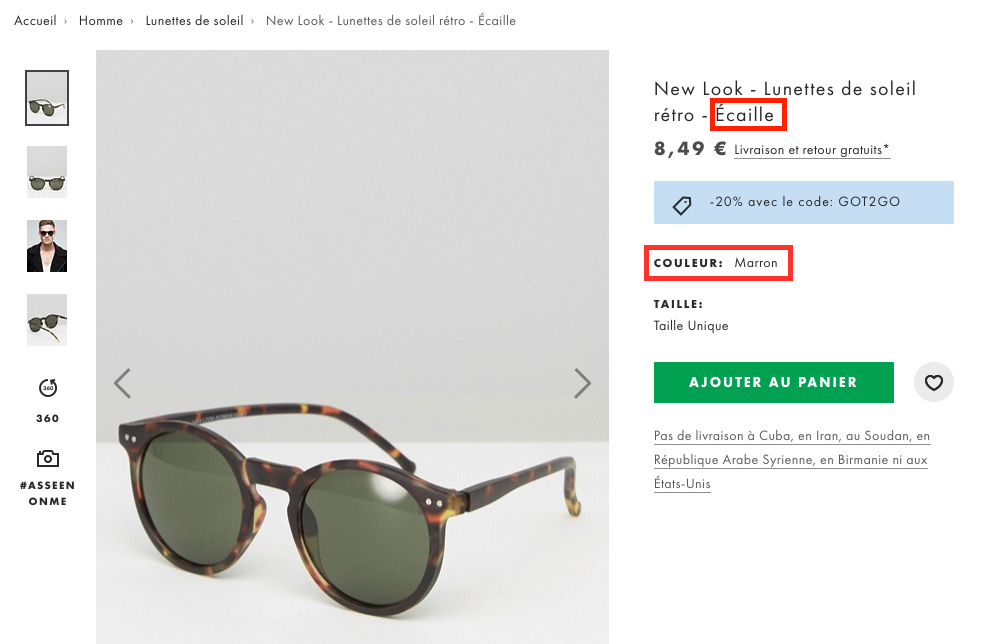 Accueil › Homme › Lunettes de soleil › New Look - Lunettes de soleil rétro - Écaille
New Look - Lunettes de soleil
rétro - Écaille
8,49 € Livraison et retour gratuits*
-20% avec le code: GOT2GO
COULEUR: Marron
TAILLE:
Taille Unique
AJOUTER AU PANIER
Pas de livraison à Cuba, en Iran, au Soudan, en
République Arabe Syrienne, en Birmanie ni aux
États-Unis
360
360
#ASSEEN
ONME